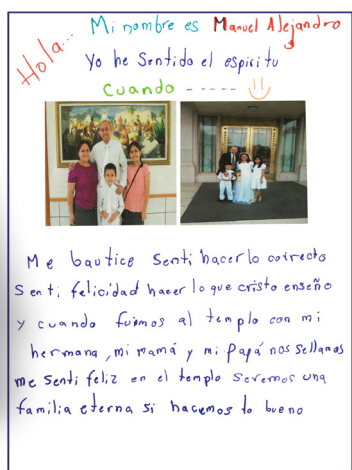 Hola...
Mi nombre es Manuel Alejandro
Yo he Sentido el espiritu
Cuando -----
Me bautice Senti hacer lo correcto
Senti felicidad hacer lo que cristo enseño
y cuando fuimos al templo con mi
hermana, mi mamá y mi papá nos sellamos
me Senti feliz en el templo Seremos una
familia eterna si hacemos lo bueno